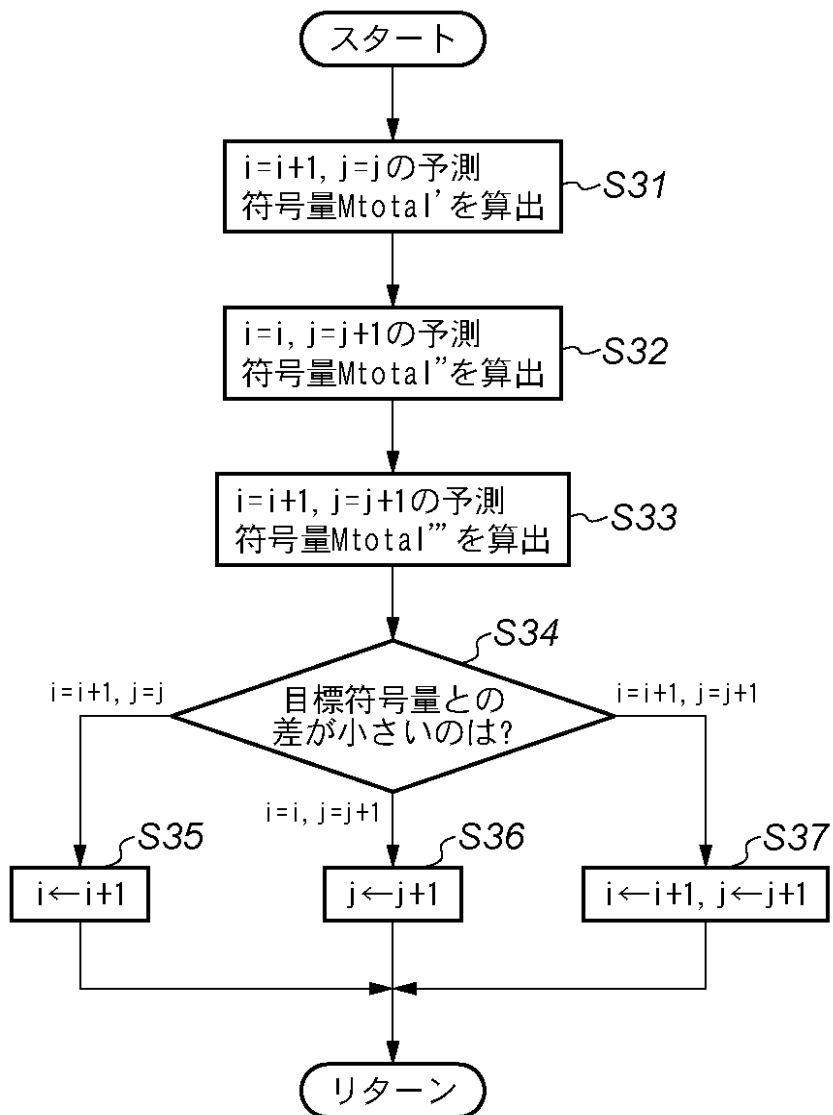 スタート
i=i+1, j=jの予測
符号量Mtotal'を算出
S31
i=i, j=j+1の予測
符号量Mtotal"を算出
S32
i=i+1, j=j+1の予測
符号量Mtotal'''を算出
S33
S34
目標符号量との
差が小さいのは?
i=i+1, j=j
i=i, j=j+1
i=i+1, j=j+1
S35
i←i+1
S36
j←j+1
S37
i←i+1, j←j+1
リターン